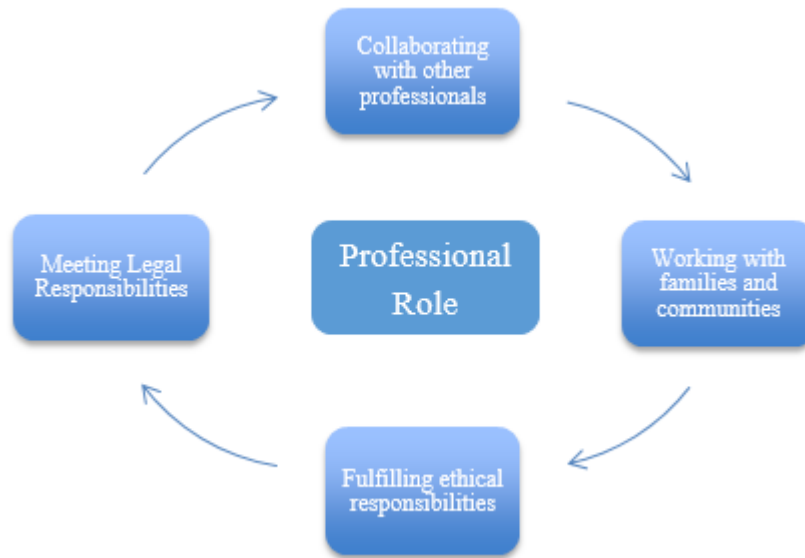 Collaborating
with other
professionals
Meeting Legal
Responsibilities
Professional
Role
Working with
families and
communities
Fulfilling ethical
responsibilities